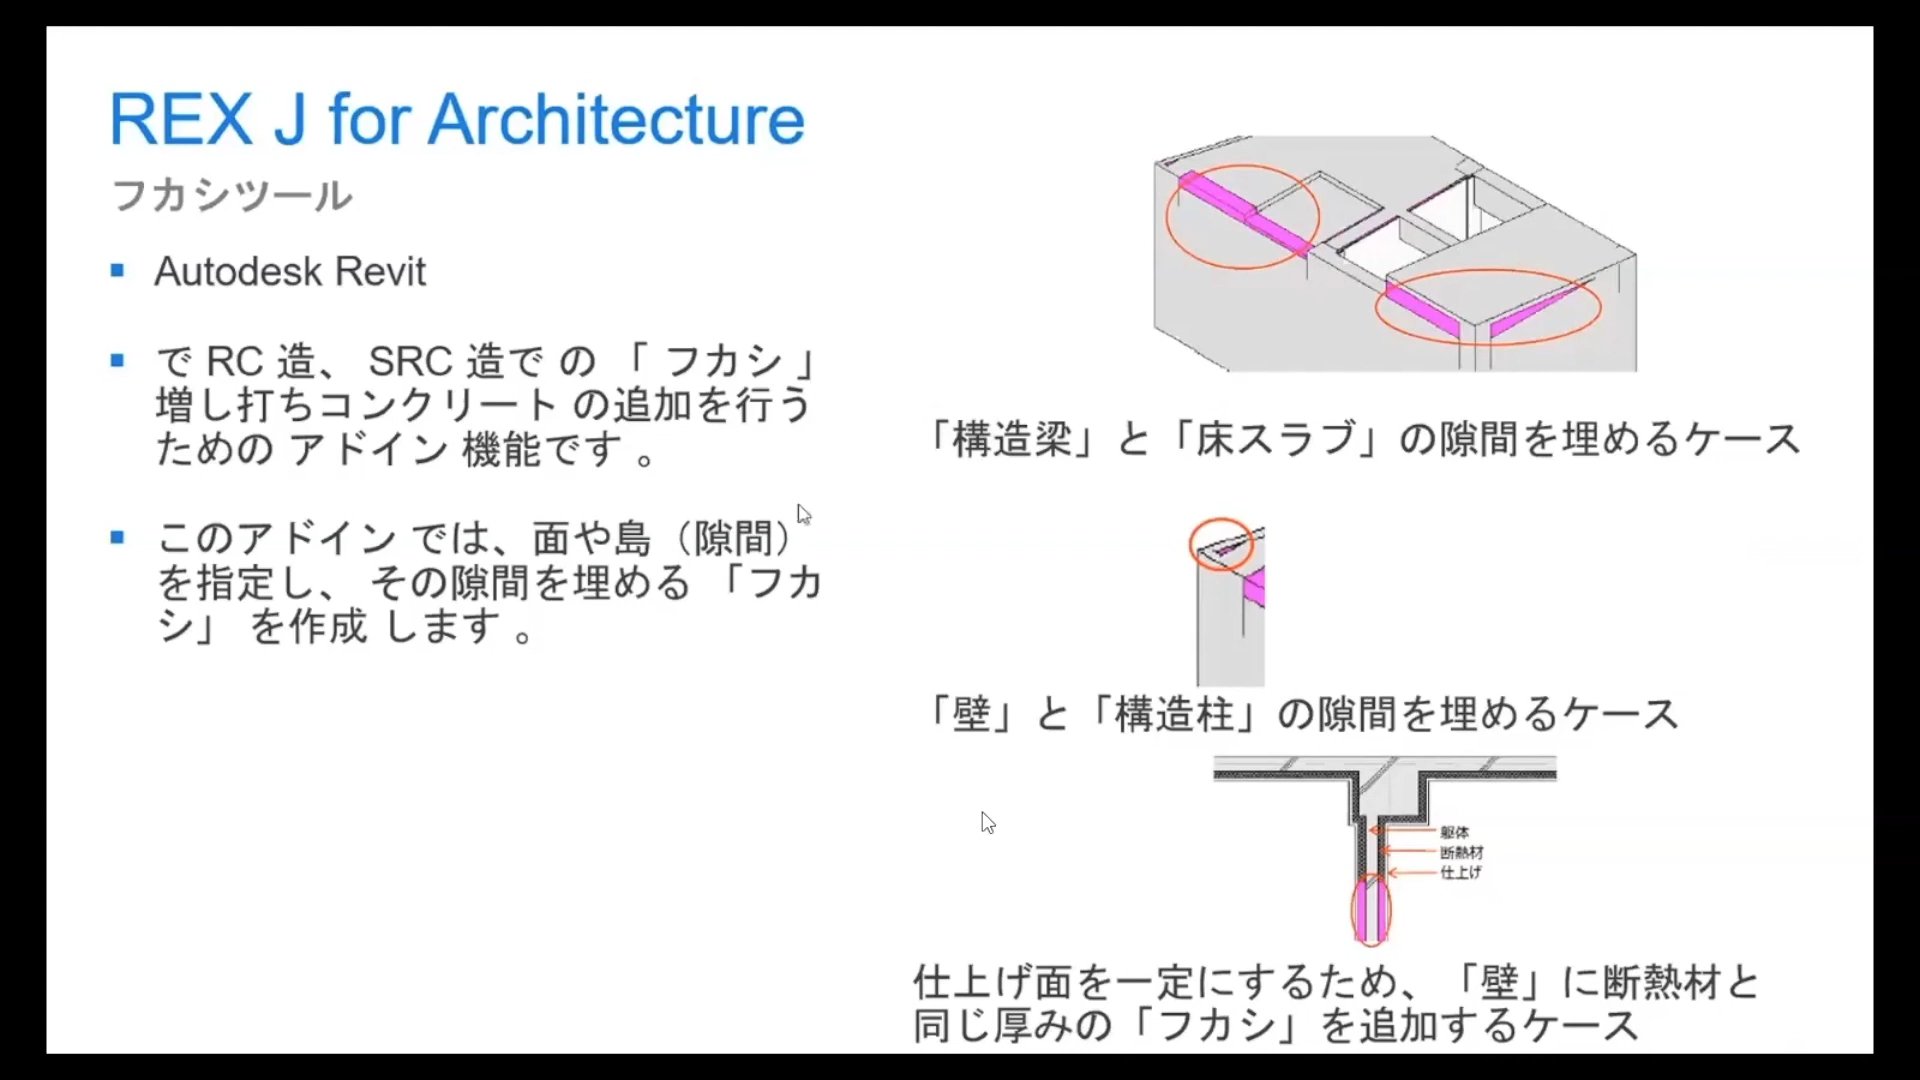 REX J for Architecture
フカシツール
Autodesk Revit
で RC 造、 SRC 造で の 「 フカシ 」
増し打ちコンクリート の追加を行う
ための アドイン 機能です 。
このアドイン では、面や島（隙間）
を指定し、 その隙間を埋める 「フカ
シ」 を作成 します 。
「構造梁」と「床スラブ」の隙間を埋めるケース
「壁」と「構造柱」の隙間を埋めるケース
躯体
断熱材
仕上げ
仕上げ面を一定にするため、「壁」に断熱材と
同じ厚みの「フカシ」を追加するケース